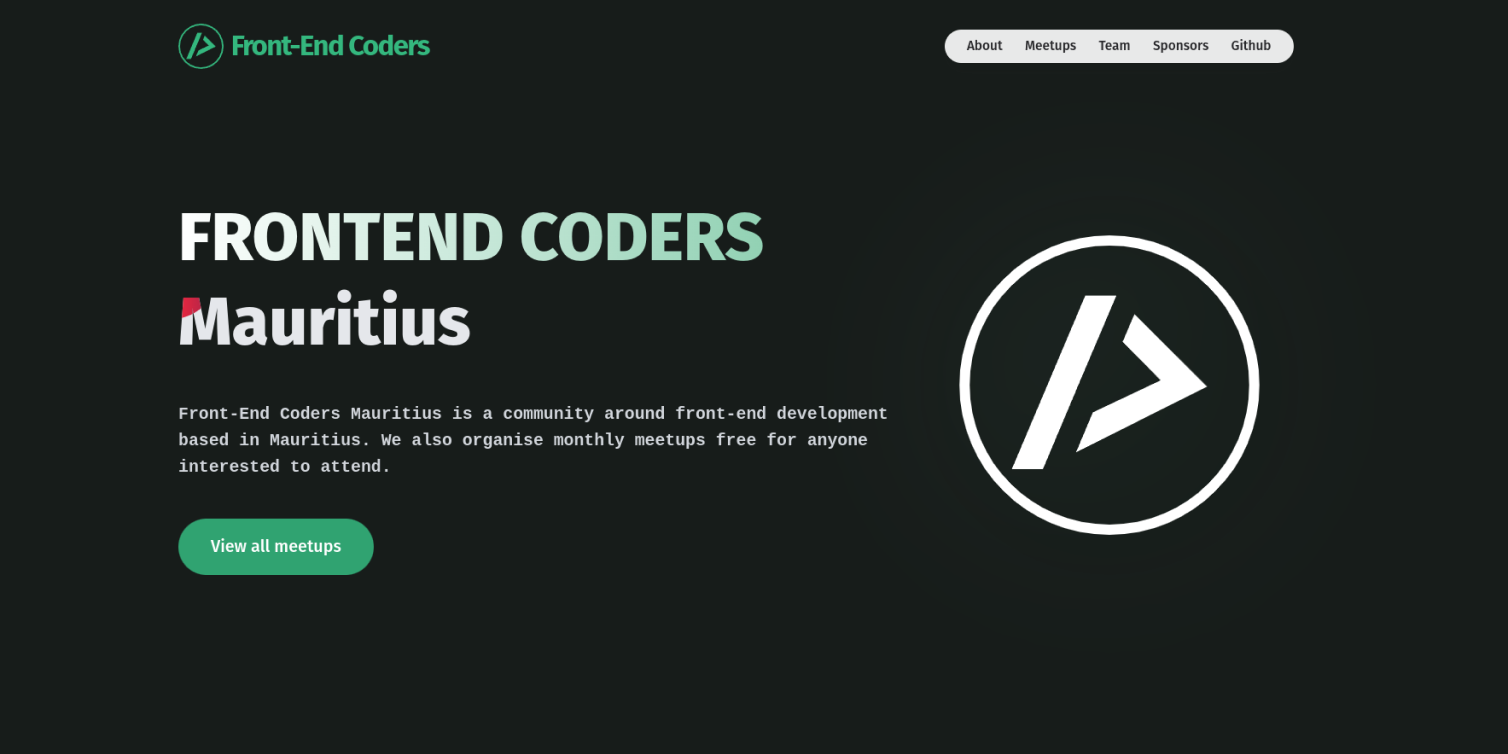 Front-End Coders
About Meetups Team Sponsors Github
FRONTEND CODERS
Mauritius
Front-End Coders Mauritius is a community around front-end development
based in Mauritius. We also organise monthly meetups free for anyone
interested to attend.
View all meetups